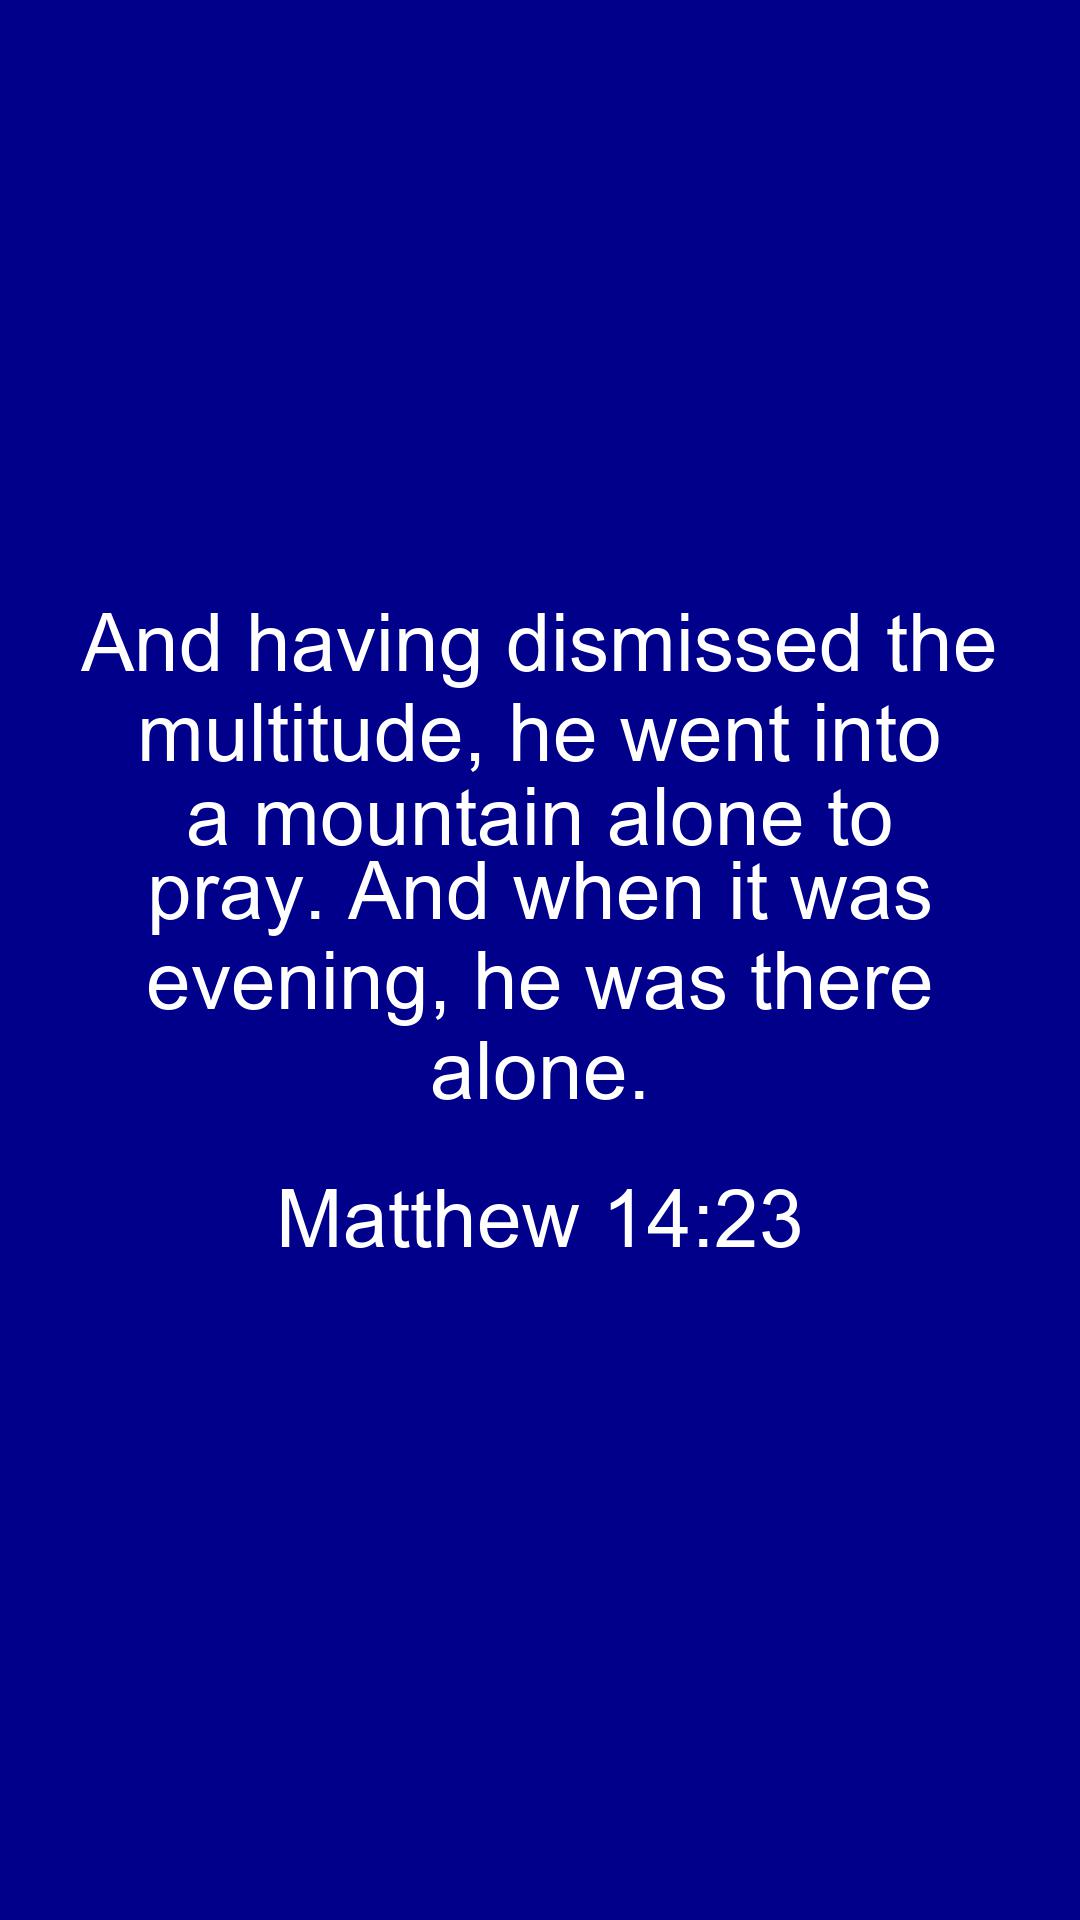 And having dismissed the
multitude, he went into
a mountain alone to
pray. And when it was
evening, he was there
alone.
Matthew 14:23